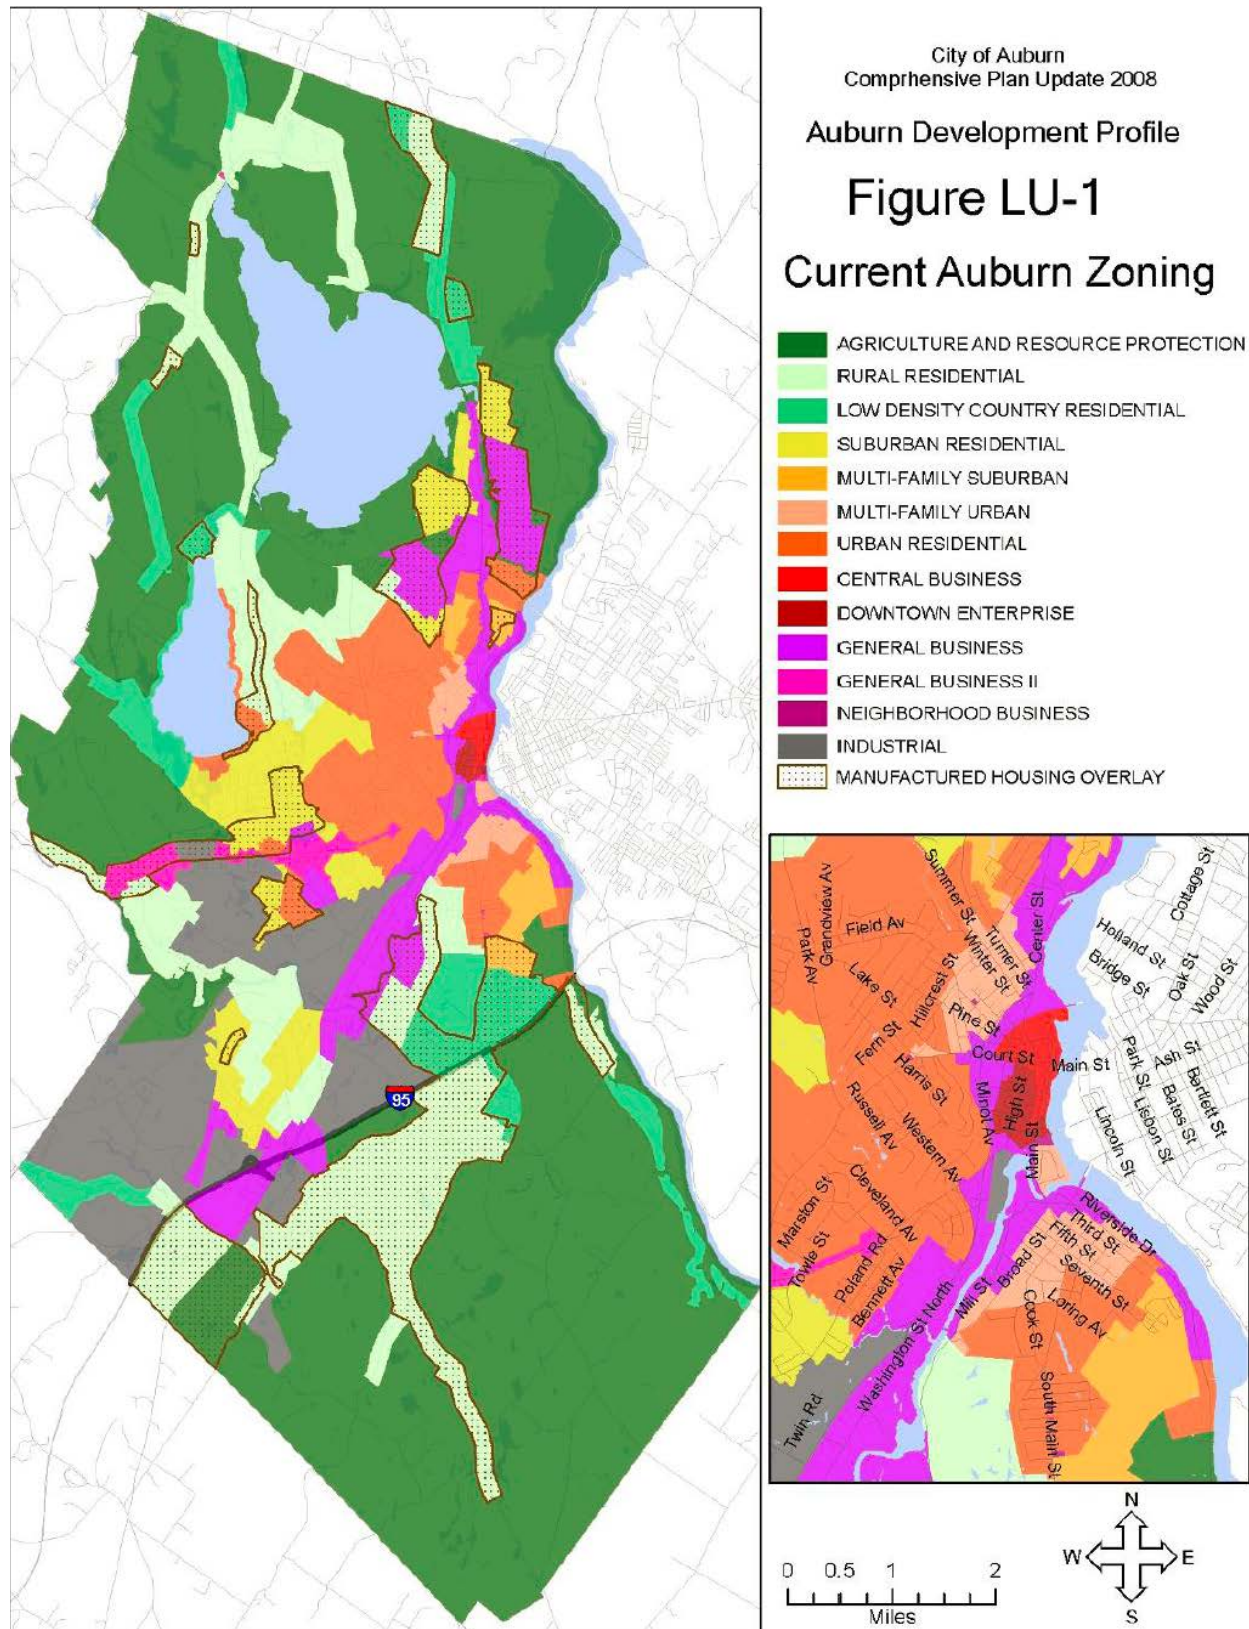 City of Auburn
Comprhensive Plan Update 2008
Auburn Development Profile
Figure LU-1
Current Auburn Zoning
AGRICULTURE AND RESOURCE PROTECTION
RURAL RESIDENTIAL
LOW DENSITY COUNTRY RESIDENTIAL
SUBURBAN RESIDENTIAL
MULTI-FAMILY SUBURBAN
MULTI-FAMILY URBAN
URBAN RESIDENTIAL
CENTRAL BUSINESS
DOWNTOWN ENTERPRISE
GENERAL BUSINESS
GENERAL BUSINESS II
NEIGHBORHOOD BUSINESS
INDUSTRIAL
MANUFACTURED HOUSING OVERLAY
95
Summer St
Grandview Av
Park Av
Field Av
Lake St
Hillcrest St
Winter St
Turner St
Center St
Cottage St
Holland St
Bridge St
Oak St
Wood St
Pine St
Fern St
Harris St
Court St
Main St
Park St
Ash St
Bartlett St
Bates St
Lisbon St
Lincoln St
Russell Av
Western Av
Minot Av
High St
Main St
Cleveland Av
Marston St
Towle St
Poland Rd
Bennett Av
Riverside Dr
Third St
Fifth St
Seventh St
Broad St
Mill St
Loring Av
Cook St
Washington St North
South Main St
Twin Rd
N
W
E
S
0 0.5 1 2
Miles